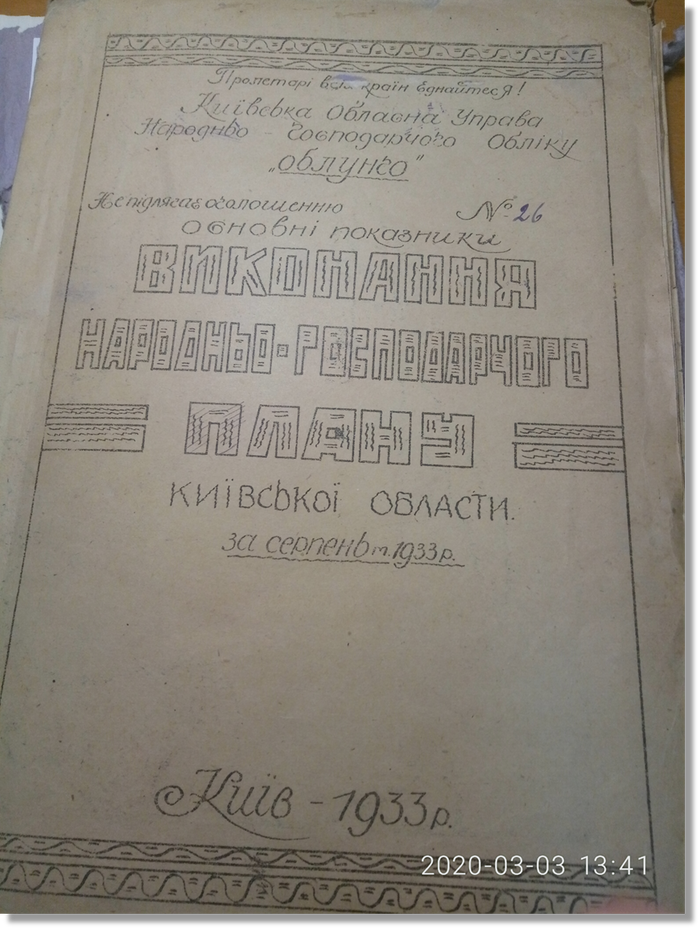 Пролетарі всіх країн єднайтеся!
Київська Обласна Управа
Народньо-Господарчого Обліку
„облунго"
Не підлягає оголошенню № 26
основні показники
ВИКОНАННЯ
НАРОДНЬО-ГОСПОДАРЧОГО
ПЛАНУ
КИЇВСЬКОЇ ОБЛАСТИ.
за серпень м. 1933 р.
Київ - 1933 р.
2020-03-03 13:41